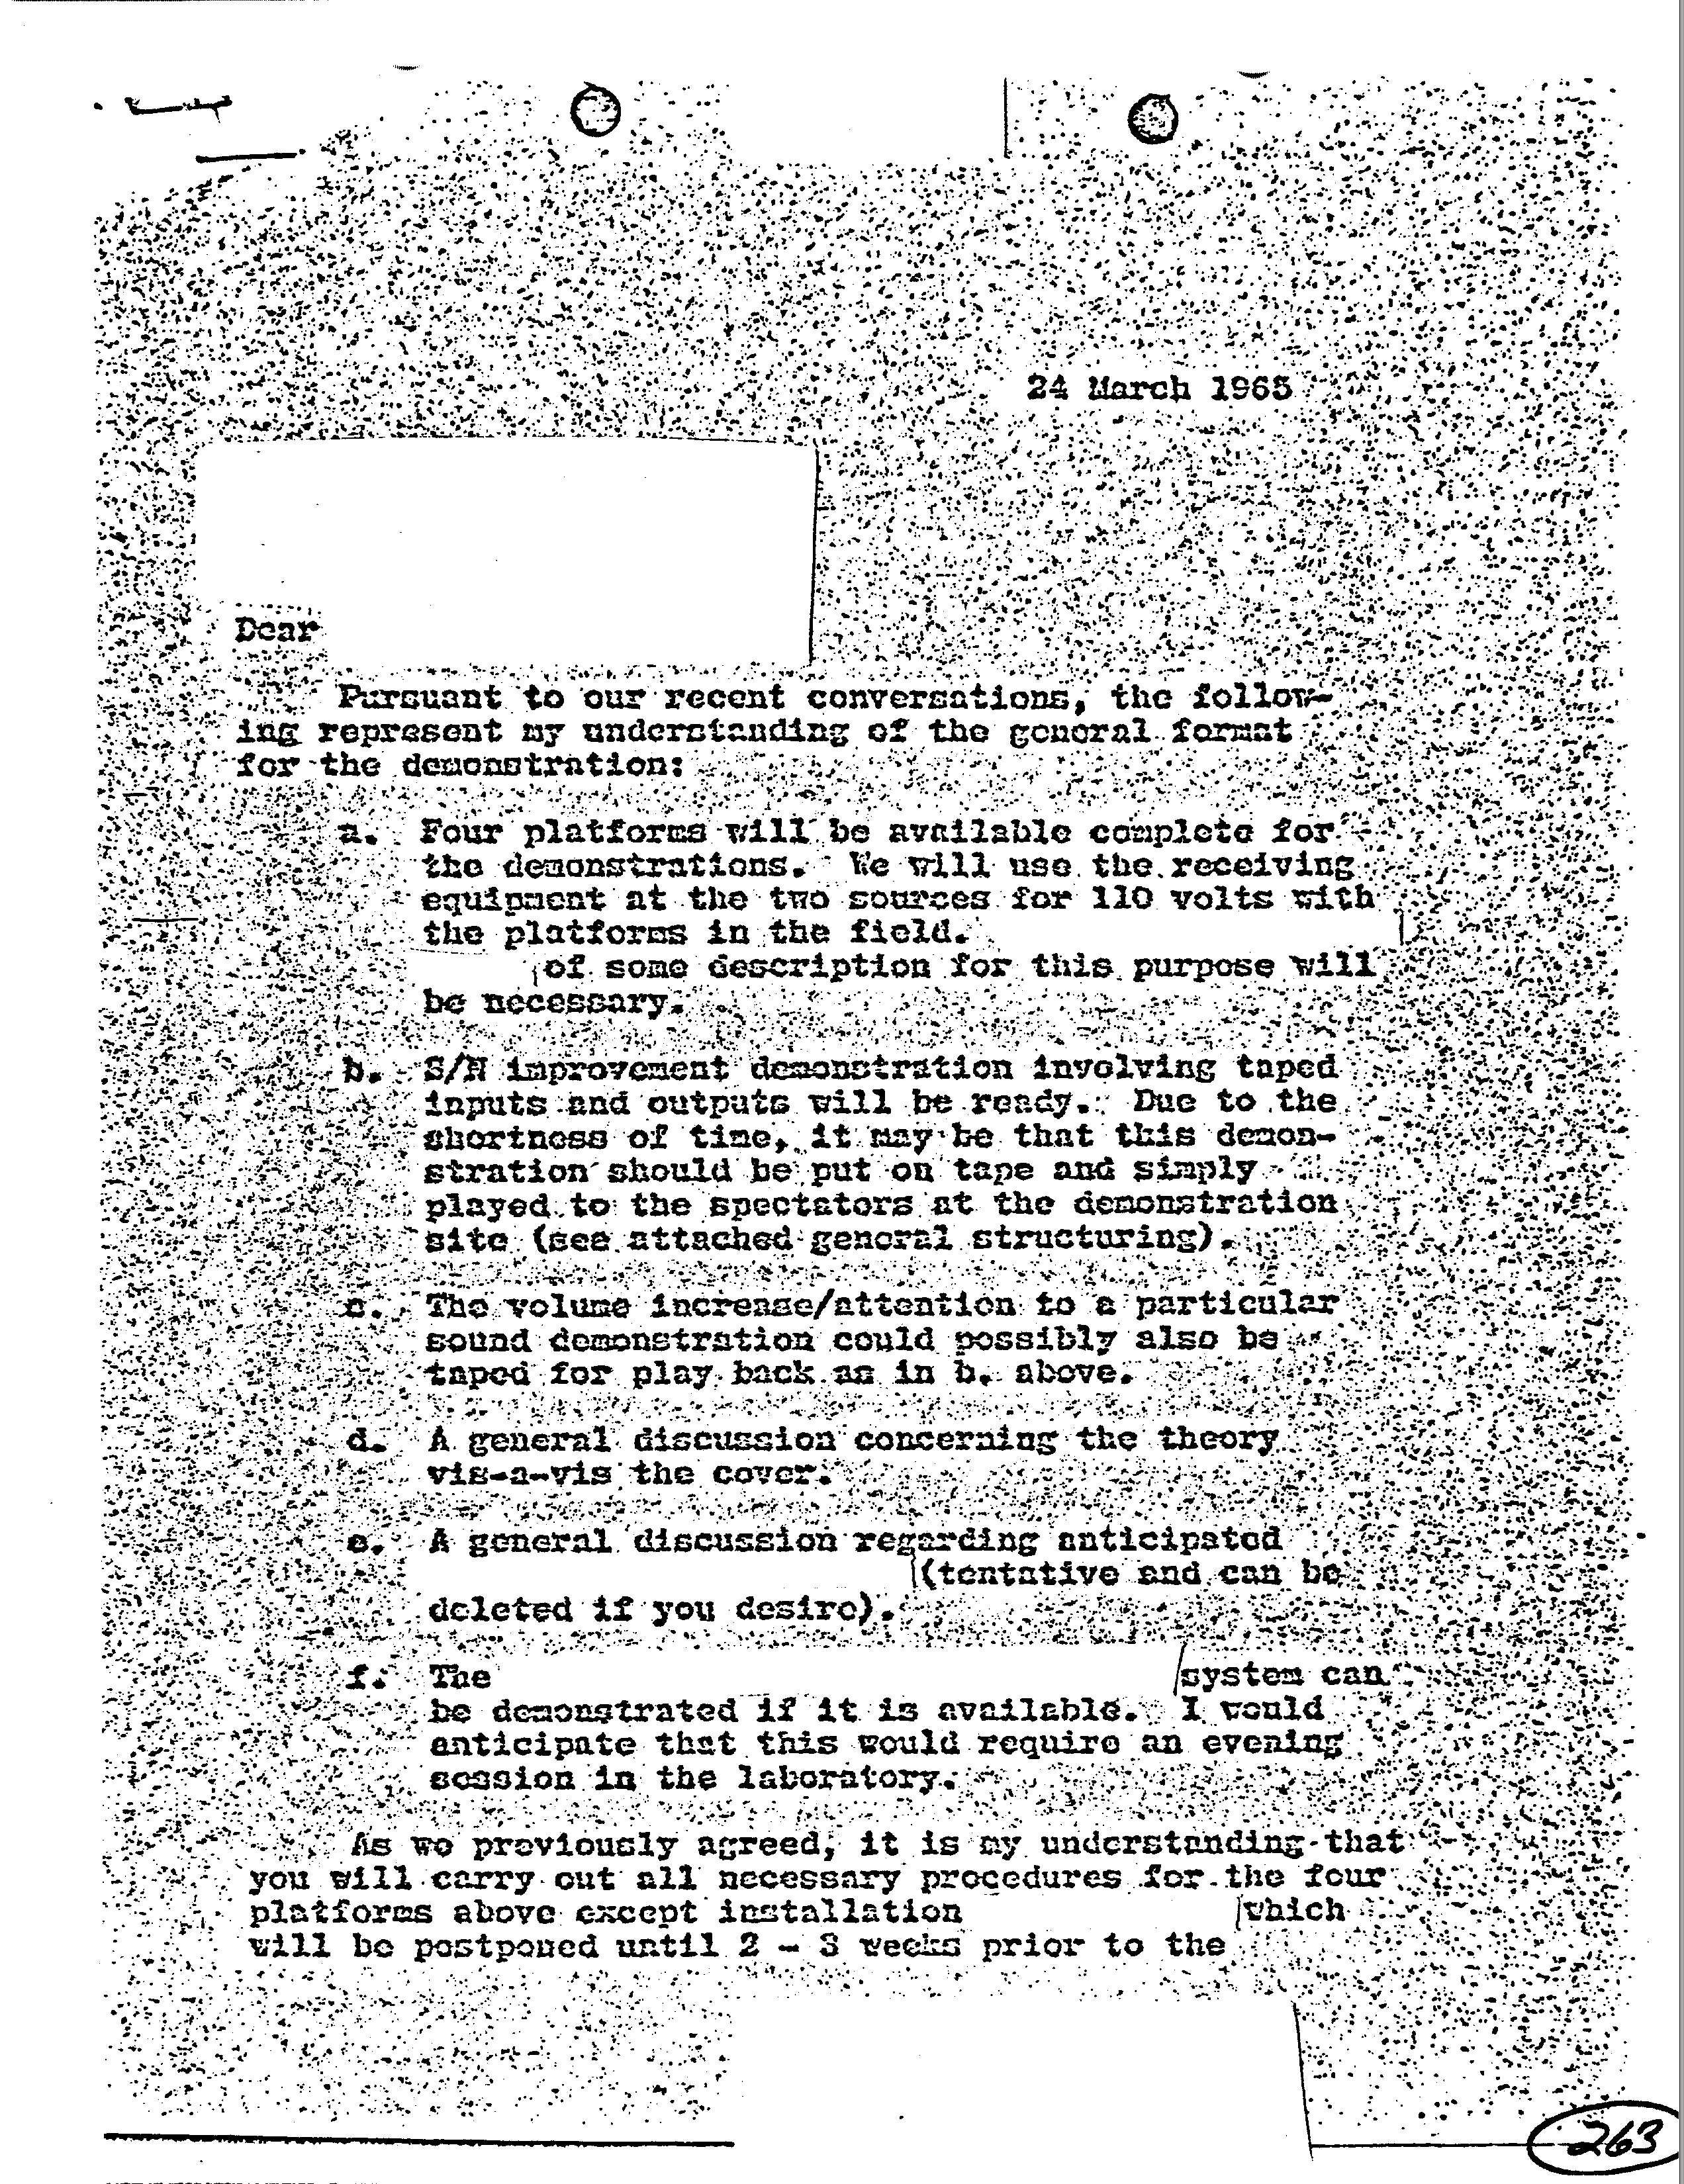 24 March 1965
Dear
Pursuant to our recent conversations, the follow-
ing represent my understanding of the general format
for the demonstration:
a. Four platforms will be available complete for
the demonstrations. We will use the receiving
equipment at the two sources for 110 volts with
the platforms in the field.
of some description for this purpose will
be necessary.
b. S/N improvement demonstration involving taped
inputs and outputs will be ready. Due to the
shortness of time, it may be that this demon-
stration should be put on tape and simply
played to the spectators at the demonstration
site (see attached general structuring).
c. The volume increase/attention to a particular
sound demonstration could possibly also be
taped for play back as in b. above.
d. A general discussion concerning the theory
vis-a-vis the cover.
e. A general discussion regarding anticipated
(tentative and can be
deleted if you desire).
f. The system can
be demonstrated if it is available. I would
anticipate that this would require an evening
session in the laboratory.
As we previously agreed, it is my understanding that
you will carry out all necessary procedures for the four
platforms above except installation which
will be postponed until 2 - 3 weeks prior to the
263